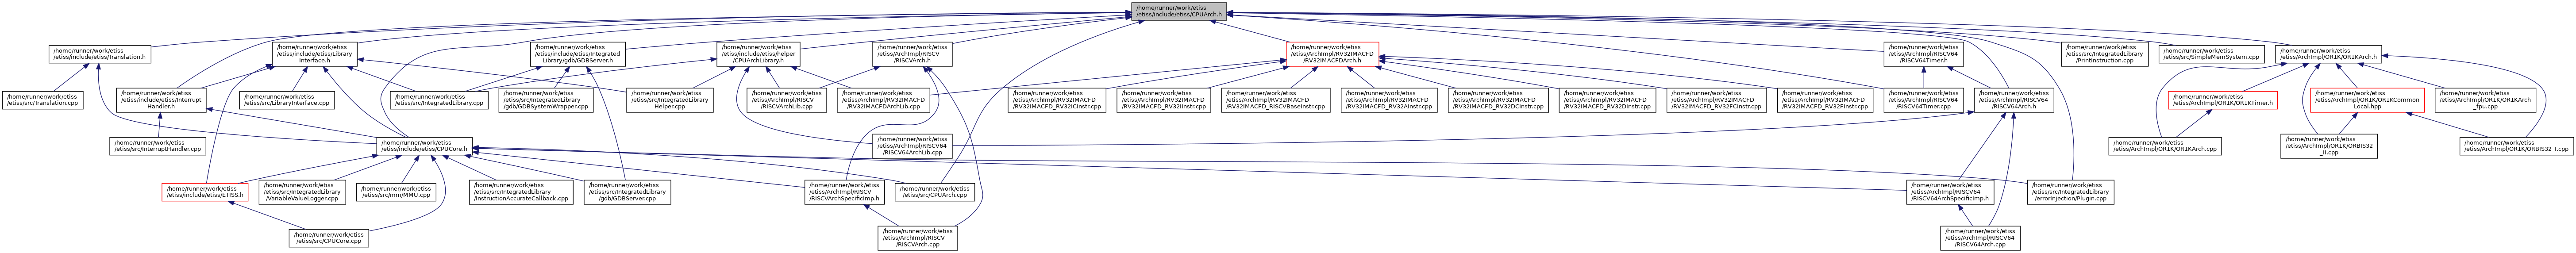 /home/runner/work/etiss
/etiss/include/etiss/CPUArch.h
/home/runner/work/etiss
/etiss/include/etiss/Translation.h
/home/runner/work/etiss
/etiss/include/etiss/Library
Interface.h
/home/runner/work/etiss
/etiss/include/etiss/Integrated
Library/gdb/GDBServer.h
/home/runner/work/etiss
/etiss/include/etiss/helper
/CPUArchLibrary.h
/home/runner/work/etiss
/etiss/ArchImpl/RISCV
/RISCVArch.h
/home/runner/work/etiss
/etiss/ArchImpl/RV32IMACFD
/RV32IMACFDArch.h
/home/runner/work/etiss
/etiss/ArchImpl/RISCV64
/RISCV64Timer.h
/home/runner/work/etiss
/etiss/src/IntegratedLibrary
/PrintInstruction.cpp
/home/runner/work/etiss
/etiss/src/SimpleMemSystem.cpp
/home/runner/work/etiss
/etiss/ArchImpl/OR1K/OR1KArch.h
/home/runner/work/etiss
/etiss/src/Translation.cpp
/home/runner/work/etiss
/etiss/include/etiss/Interrupt
Handler.h
/home/runner/work/etiss
/etiss/src/LibraryInterface.cpp
/home/runner/work/etiss
/etiss/src/IntegratedLibrary.cpp
/home/runner/work/etiss
/etiss/src/IntegratedLibrary
/gdb/GDBSystemWrapper.cpp
/home/runner/work/etiss
/etiss/src/IntegratedLibrary
Helper.cpp
/home/runner/work/etiss
/etiss/ArchImpl/RISCV
/RISCVArchLib.cpp
/home/runner/work/etiss
/etiss/ArchImpl/RV32IMACFD
/RV32IMACFDArchLib.cpp
/home/runner/work/etiss
/etiss/ArchImpl/RV32IMACFD
/RV32IMACFD_RV32ICInstr.cpp
/home/runner/work/etiss
/etiss/ArchImpl/RV32IMACFD
/RV32IMACFD_RV32IInstr.cpp
/home/runner/work/etiss
/etiss/ArchImpl/RV32IMACFD
/RV32IMACFD_RISCVBaseInstr.cpp
/home/runner/work/etiss
/etiss/ArchImpl/RV32IMACFD
/RV32IMACFD_RV32AInstr.cpp
/home/runner/work/etiss
/etiss/ArchImpl/RV32IMACFD
/RV32IMACFD_RV32DCInstr.cpp
/home/runner/work/etiss
/etiss/ArchImpl/RV32IMACFD
/RV32IMACFD_RV32DInstr.cpp
/home/runner/work/etiss
/etiss/ArchImpl/RV32IMACFD
/RV32IMACFD_RV32FCInstr.cpp
/home/runner/work/etiss
/etiss/ArchImpl/RV32IMACFD
/RV32IMACFD_RV32FInstr.cpp
/home/runner/work/etiss
/etiss/ArchImpl/RISCV64
/RISCV64Timer.cpp
/home/runner/work/etiss
/etiss/ArchImpl/RISCV64
/RISCV64Arch.h
/home/runner/work/etiss
/etiss/ArchImpl/OR1K/OR1KTimer.h
/home/runner/work/etiss
/etiss/ArchImpl/OR1K/OR1KCommon
Local.hpp
/home/runner/work/etiss
/etiss/ArchImpl/OR1K/OR1KArch
_fpu.cpp
/home/runner/work/etiss
/etiss/src/InterruptHandler.cpp
/home/runner/work/etiss
/etiss/include/etiss/CPUCore.h
/home/runner/work/etiss
/etiss/ArchImpl/RISCV64
/RISCV64ArchLib.cpp
/home/runner/work/etiss
/etiss/ArchImpl/OR1K/OR1KArch.cpp
/home/runner/work/etiss
/etiss/ArchImpl/OR1K/ORBIS32
_II.cpp
/home/runner/work/etiss
/etiss/ArchImpl/OR1K/ORBIS32_I.cpp
/home/runner/work/etiss
/etiss/include/etiss/ETISS.h
/home/runner/work/etiss
/etiss/src/IntegratedLibrary
/VariableValueLogger.cpp
/home/runner/work/etiss
/etiss/src/mm/MMU.cpp
/home/runner/work/etiss
/etiss/src/IntegratedLibrary
/InstructionAccurateCallback.cpp
/home/runner/work/etiss
/etiss/src/IntegratedLibrary
/gdb/GDBServer.cpp
/home/runner/work/etiss
/etiss/ArchImpl/RISCV
/RISCVArchSpecificImp.h
/home/runner/work/etiss
/etiss/src/CPUArch.cpp
/home/runner/work/etiss
/etiss/ArchImpl/RISCV64
/RISCV64ArchSpecificImp.h
/home/runner/work/etiss
/etiss/src/IntegratedLibrary
/errorInjection/Plugin.cpp
/home/runner/work/etiss
/etiss/src/CPUCore.cpp
/home/runner/work/etiss
/etiss/ArchImpl/RISCV
/RISCVArch.cpp
/home/runner/work/etiss
/etiss/ArchImpl/RISCV64
/RISCV64Arch.cpp